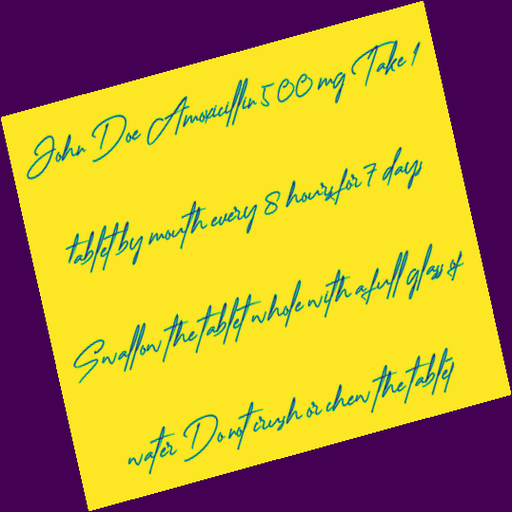 John Doe Amoxicillin 500 mg Take 1
tablet by mouth every 8 hours for 7 days
Swallow the tablet whole with a full glass of
water Do not crush or chew the tablet